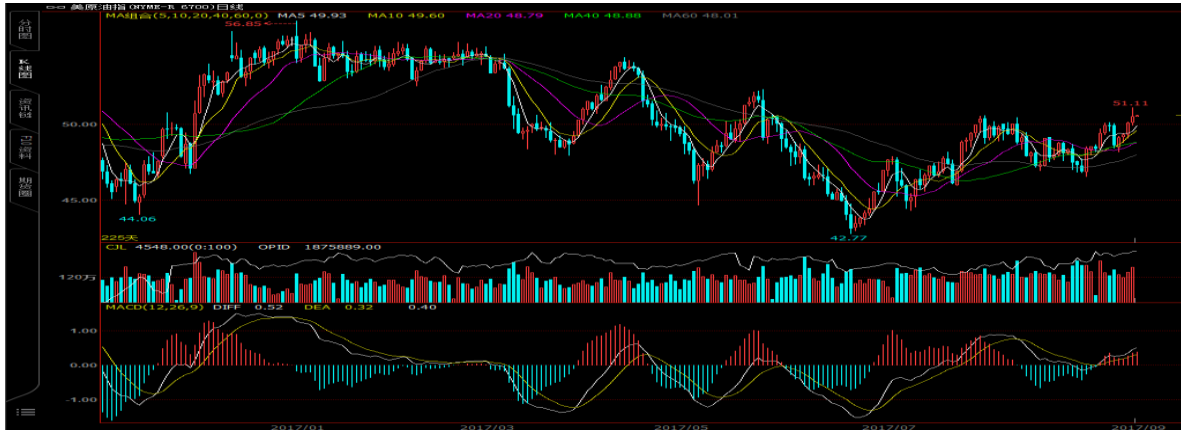 美原油指(NYME-R 6700)日线
MA组合(5,10,20,40,60,0) MA5 49.93 MA10 49.60 MA20 48.79 MA40 48.88 MA60 48.01
分时图
K线图
资讯链
F10资料
期货圈
56.85
51.11
50.00
45.00
44.06
42.77
225天
CJL 4548.00(0:100) OPID 1875889.00
120万
MACD(12,26,9) DIFF 0.52 DEA 0.32 0.40
1.00
0.00
-1.00
2017/01 2017/03 2017/05 2017/07 2017/09